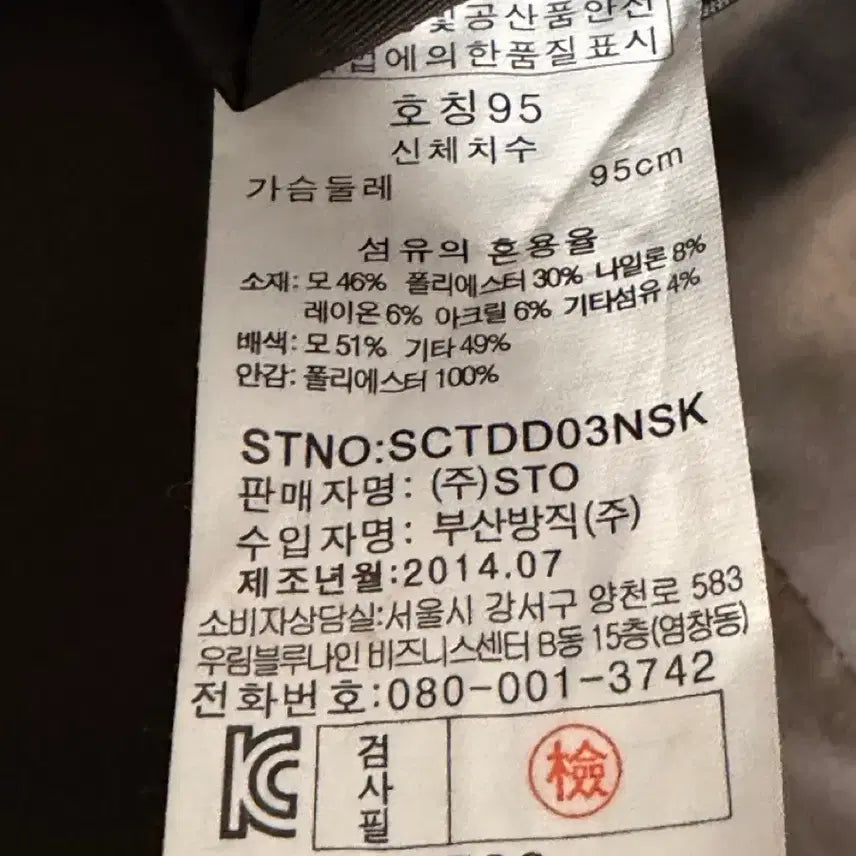 및공산품안전
법에의한품질표시
호칭95
신체치수
가슴둘레 95cm
섬유의 혼용율
소재: 모 46% 폴리에스터 30% 나일론 8%
레이온 6% 아크릴 6% 기타섬유 4%
배색: 모 51% 기타 49%
안감: 폴리에스터 100%
STNO:SCTDD03NSK
판매자명: (주)STO
수입자명: 부산방직(주)
제조년월:2014.07
소비자상담실:서울시 강서구 양천로 583
우림블루나인 비즈니스센터 B동 15층(염창동)
전화번호:080-001-3742
검사필 檢